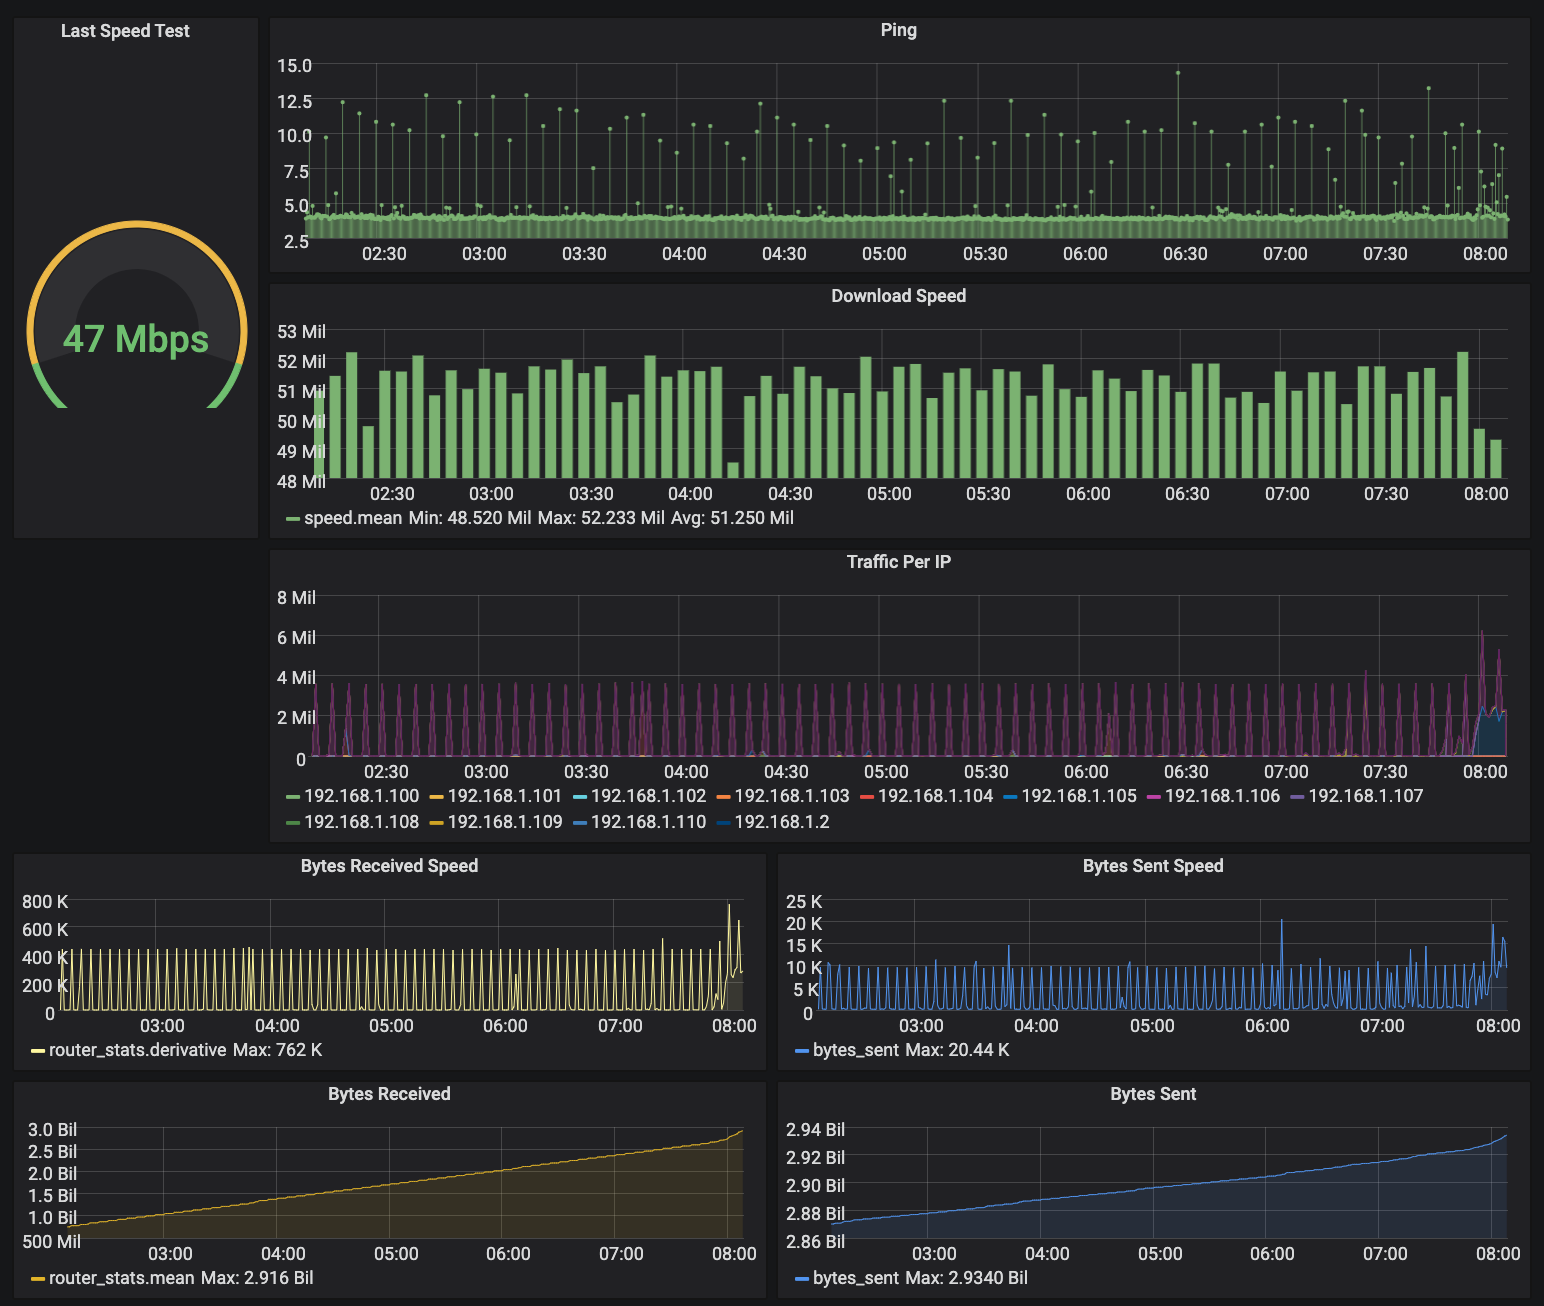 Last Speed Test
47 Mbps
Ping
15.0
12.5
10.0
7.5
5.0
2.5
02:30 03:00 03:30 04:00 04:30 05:00 05:30 06:00 06:30 07:00 07:30 08:00
Download Speed
53 Mil
52 Mil
51 Mil
50 Mil
49 Mil
48 Mil
02:30 03:00 03:30 04:00 04:30 05:00 05:30 06:00 06:30 07:00 07:30 08:00
speed.mean Min: 48.520 Mil Max: 52.233 Mil Avg: 51.250 Mil
Traffic Per IP
8 Mil
6 Mil
4 Mil
2 Mil
0
02:30 03:00 03:30 04:00 04:30 05:00 05:30 06:00 06:30 07:00 07:30 08:00
192.168.1.100 192.168.1.101 192.168.1.102 192.168.1.103 192.168.1.104 192.168.1.105 192.168.1.106 192.168.1.107
192.168.1.108 192.168.1.109 192.168.1.110 192.168.1.2
Bytes Received Speed
800 K
600 K
400 K
200 K
0
03:00 04:00 05:00 06:00 07:00 08:00
router_stats.derivative Max: 762 K
Bytes Sent Speed
25 K
20 K
15 K
10 K
5 K
0
03:00 04:00 05:00 06:00 07:00 08:00
bytes_sent Max: 20.44 K
Bytes Received
3.0 Bil
2.5 Bil
2.0 Bil
1.5 Bil
1.0 Bil
500 Mil
03:00 04:00 05:00 06:00 07:00 08:00
router_stats.mean Max: 2.916 Bil
Bytes Sent
2.94 Bil
2.92 Bil
2.90 Bil
2.88 Bil
2.86 Bil
03:00 04:00 05:00 06:00 07:00 08:00
bytes_sent Max: 2.9340 Bil